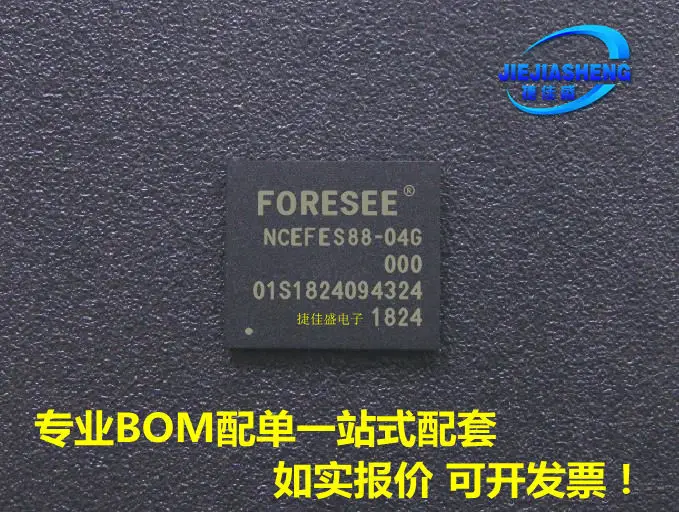 JIEJIASHENG
捷佳盛
FORESEE®
NCEFES88-04G
000
01S1824094324
捷佳盛电子 1824
专业BOM配单一站式配套
如实报价 可开发票！